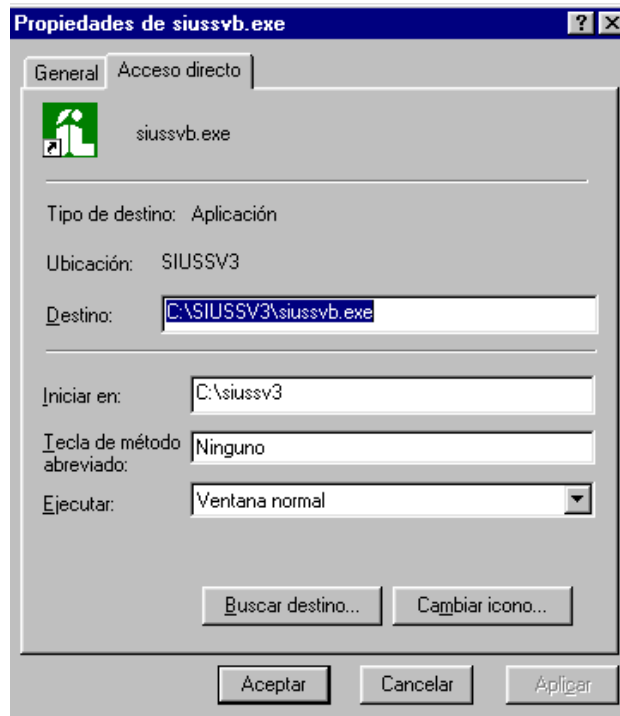 Propiedades de siussvb.exe
General Acceso directo
siussvb.exe
Tipo de destino: Aplicación
Ubicación: SIUSSV3
Destino: C:\SIUSSV3\siussvb.exe
Iniciar en: C:\siussv3
Tecla de método abreviado: Ninguno
Ejecutar: Ventana normal
Buscar destino... Cambiar icono...
Aceptar Cancelar Aplicar